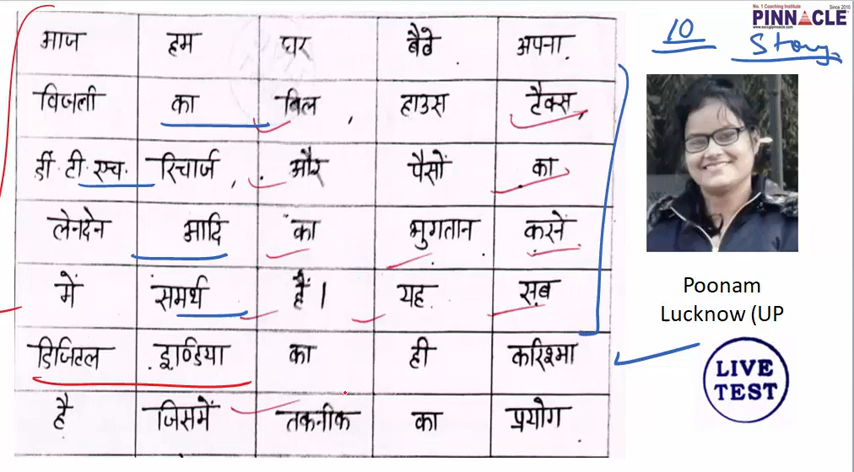 No. 1 Coaching Institute
Since 2015
PINNACLE
10 Story
आज हम घर बैठे अपना
बिजली का बिल, हाउस टैक्स,
डी. टी. एच. रिचार्ज, और पैसों का
लेनदेन आदि का भुगतान करने
में समर्थ हैं। यह सब
डिजिटल इण्डिया का ही करिश्मा
है जिसमें तकनीक का प्रयोग
Poonam
Lucknow (UP
LIVE
TEST